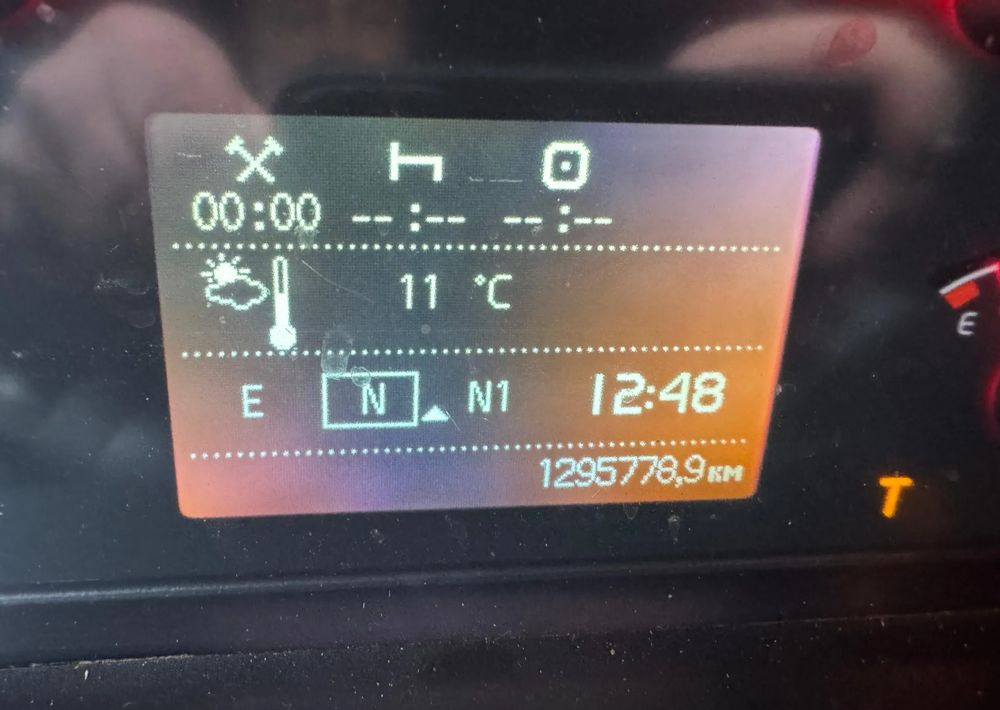 00:00 --:-- --:--
11 °C
E N N1 12:48
1295778,9км
E
T